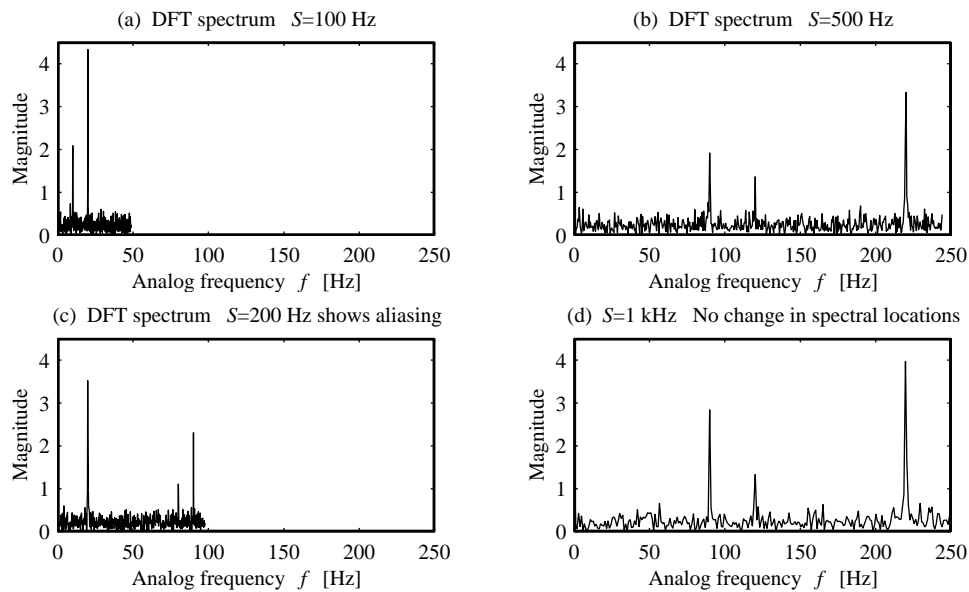 (a) DFT spectrum S=100 Hz
4
3
2
1
0
0 50 100 150 200 250
Magnitude
Analog frequency f [Hz]
(b) DFT spectrum S=500 Hz
4
3
2
1
0
0 50 100 150 200 250
Magnitude
Analog frequency f [Hz]
(c) DFT spectrum S=200 Hz shows aliasing
4
3
2
1
0
0 50 100 150 200 250
Magnitude
Analog frequency f [Hz]
(d) S=1 kHz No change in spectral locations
4
3
2
1
0
0 50 100 150 200 250
Magnitude
Analog frequency f [Hz]